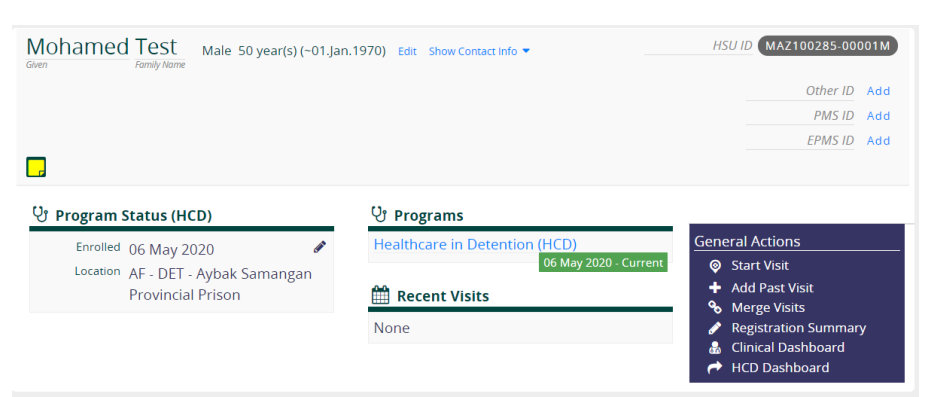 Mohamed Test Male 50 year(s) (~01.Jan.1970) Edit Show Contact Info
Given Family Name
HSU ID MAZ100285-00001M
Other ID Add
PMS ID Add
EPMS ID Add
Program Status (HCD)
Enrolled 06 May 2020
Location AF - DET - Aybak Samangan
Provincial Prison
Programs
Healthcare in Detention (HCD)
06 May 2020 - Current
Recent Visits
None
General Actions
Start Visit
Add Past Visit
Merge Visits
Registration Summary
Clinical Dashboard
HCD Dashboard